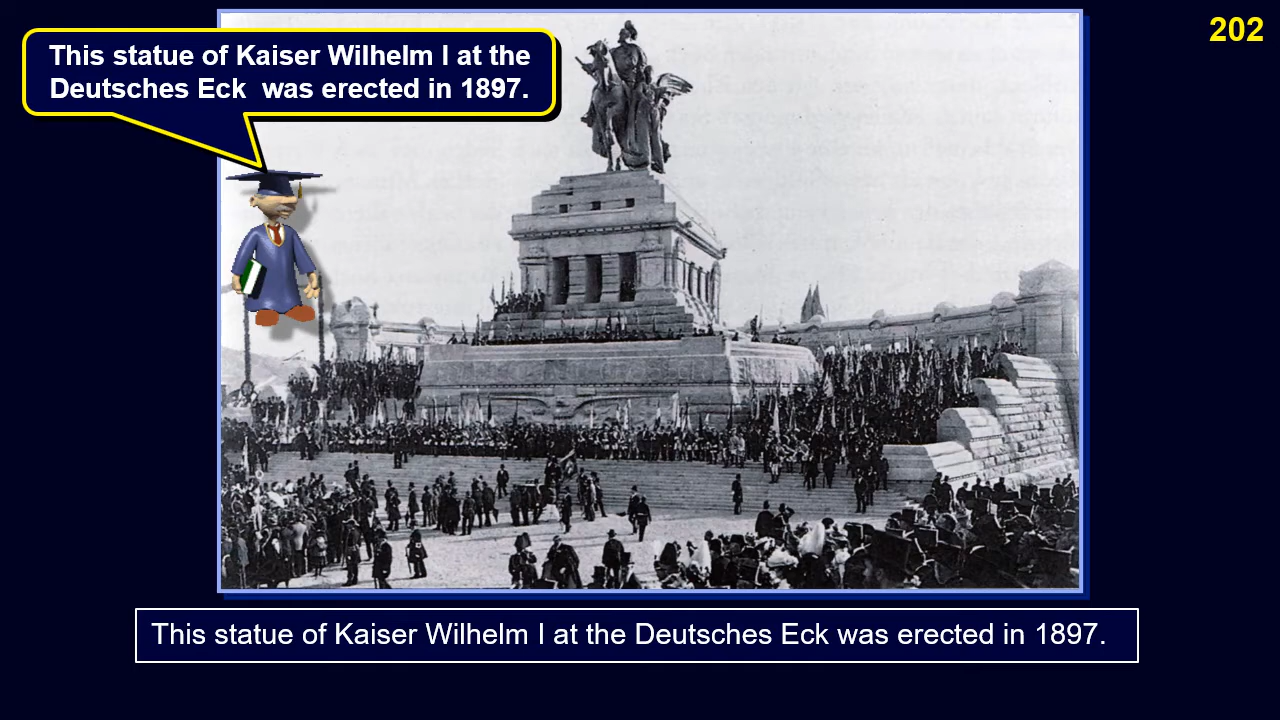 202
This statue of Kaiser Wilhelm I at the
Deutsches Eck was erected in 1897.
This statue of Kaiser Wilhelm I at the Deutsches Eck was erected in 1897.